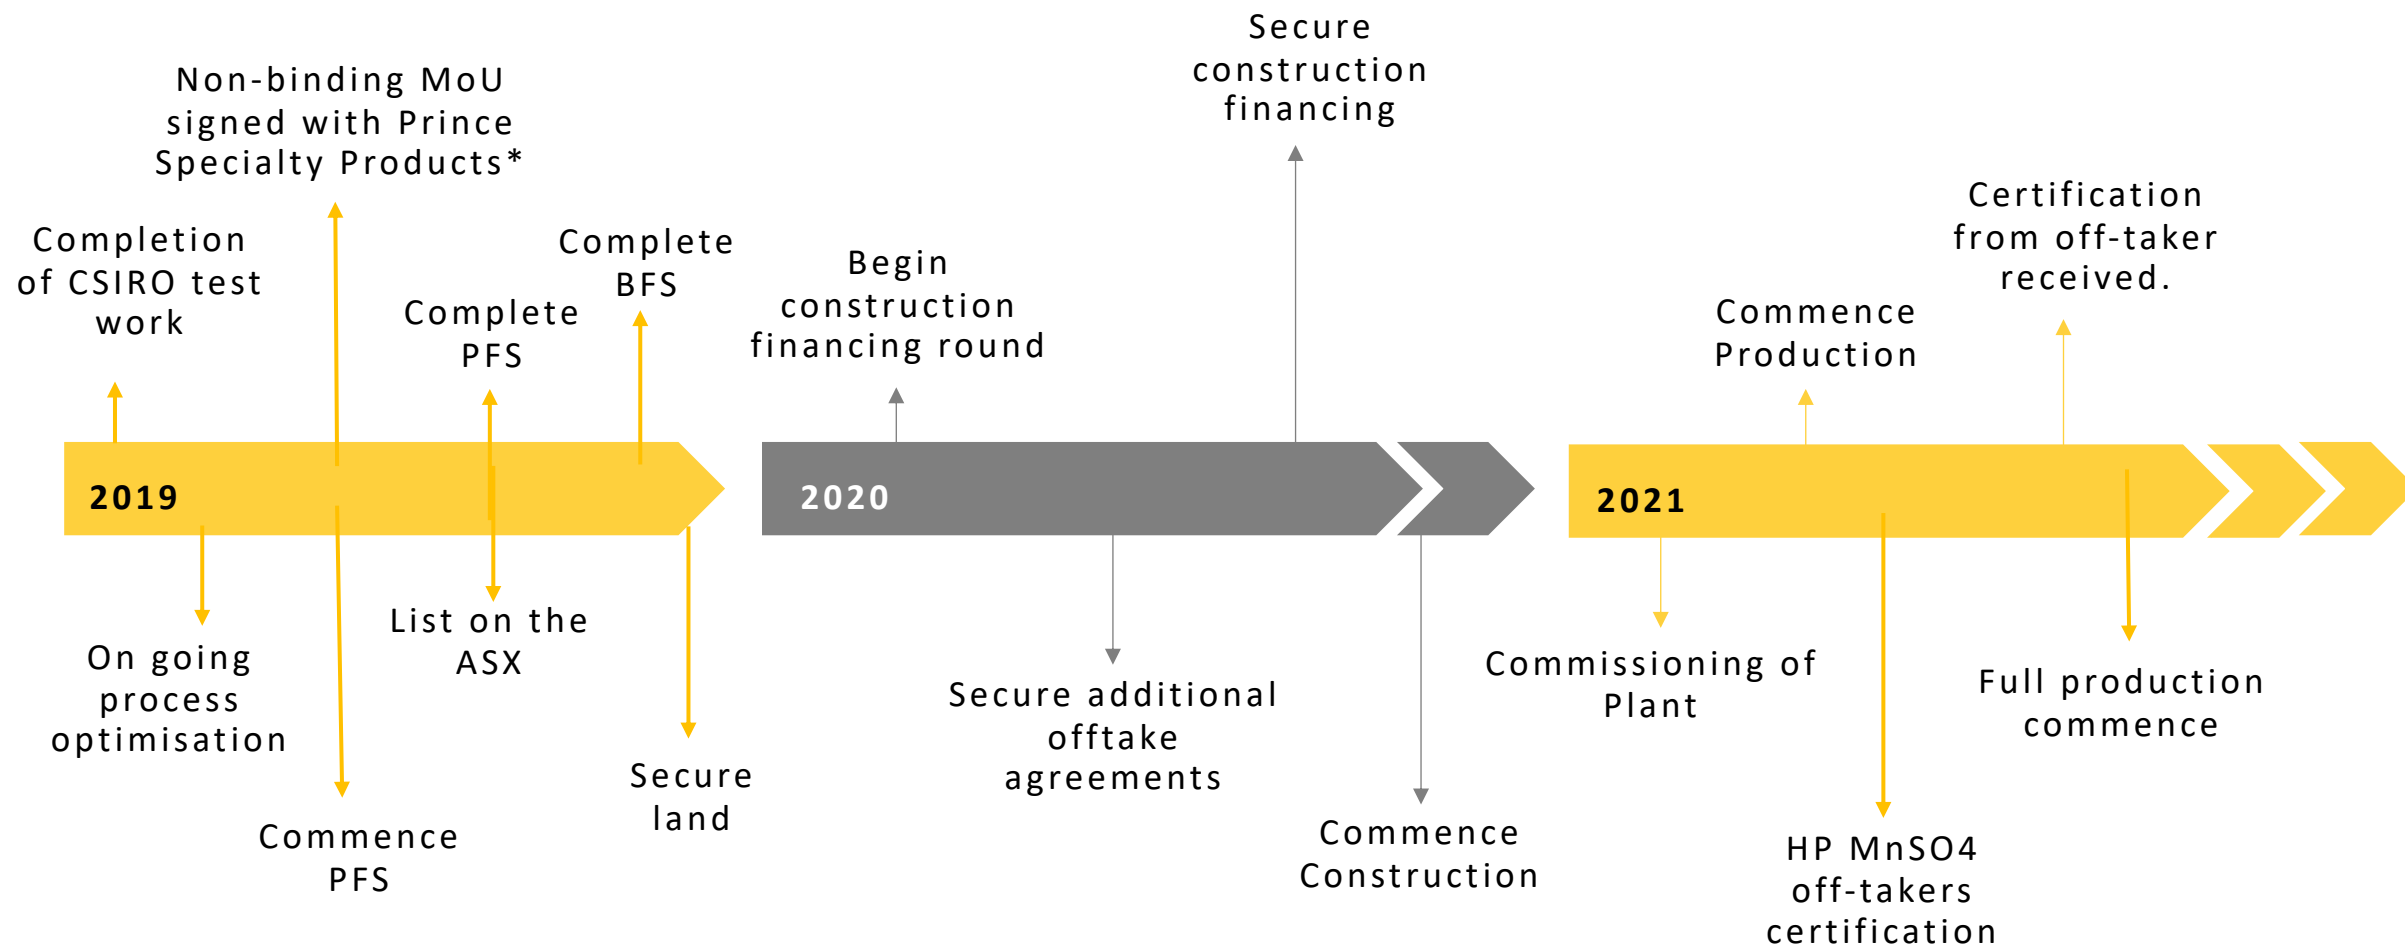 Non-binding MoU
signed with Prince
Specialty Products*
Completion
of CSIRO test
work
Complete
PFS
Complete
BFS
2019
On going
process
optimisation
Commence
PFS
List on the
ASX
Secure
land
Begin
construction
financing round
Secure
construction
financing
2020
Secure additional
offtake
agreements
Commence
Construction
Commence
Production
Certification
from off-taker
received.
2021
Commissioning of
Plant
HP MnSO4
off-takers
certification
Full production
commence